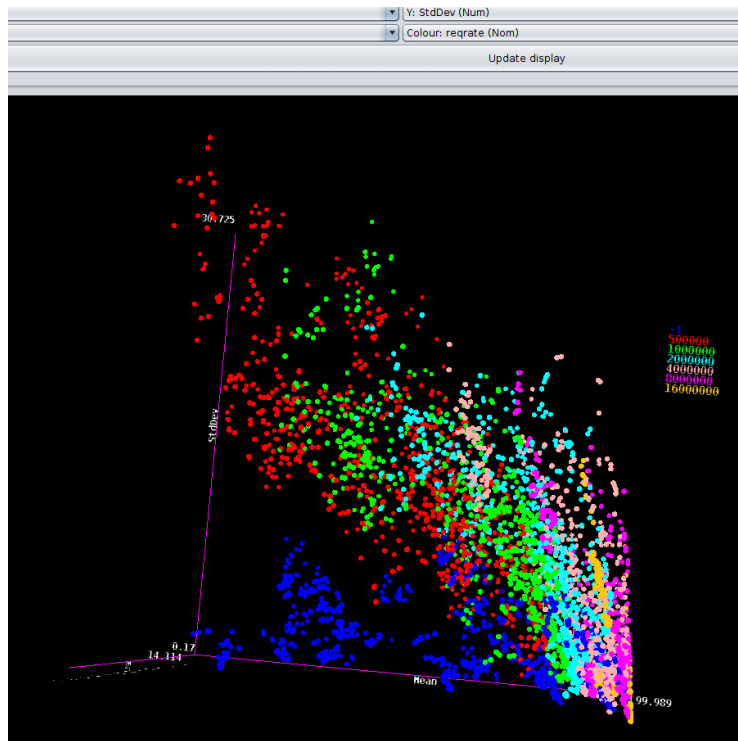 Y: StdDev (Num)
Colour: reqrate (Nom)
Update display
30.725
-1
500000
1000000
2000000
4000000
8000000
16000000
StdDev
0.17
14.114
Mean
99.989